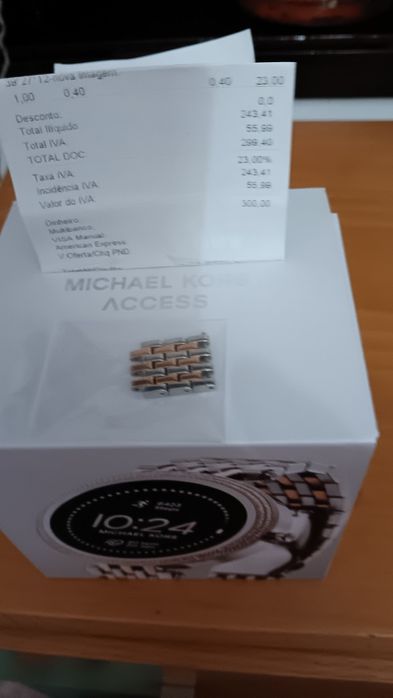 0,40 23,00
1,00 0,40
Desconto: 0,0
Total Ilíquido 243,41
Total IVA 55,99
TOTAL DOC 299,40
Taxa IVA 23,00%
Incidência IVA 243,41
Valor do IVA 55,99
Dinheiro 300,00
Multibanco:
VISA Manual:
American Express
V.Oferta/Chq PND
MICHAEL KORS
ACCESS
10:24
MICHAEL KORS